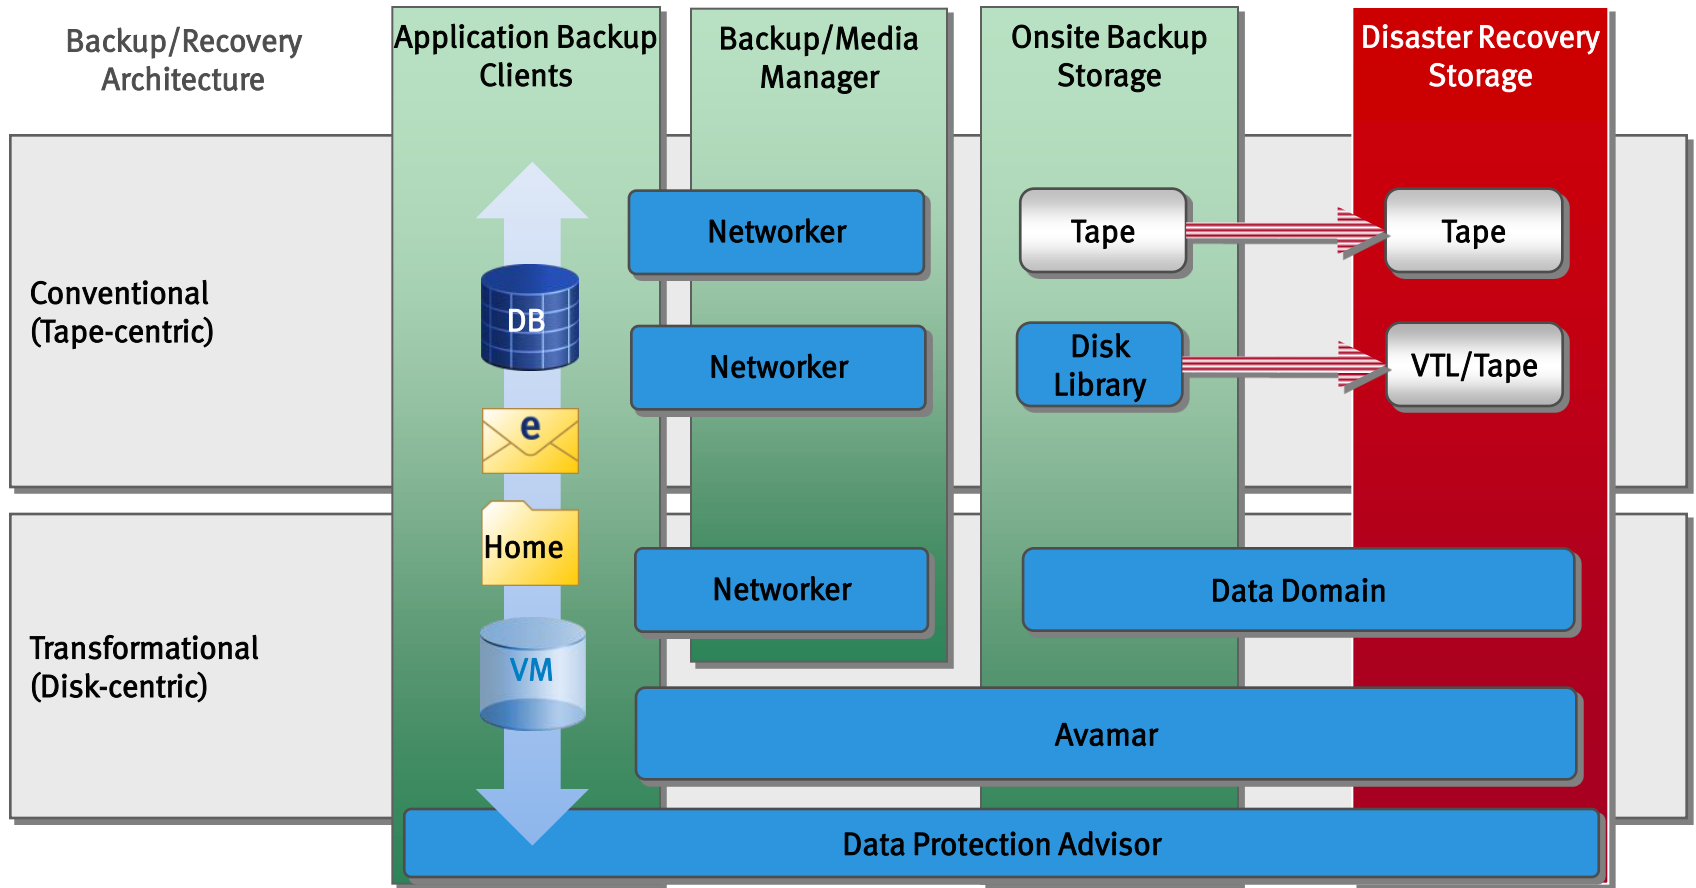 Backup/Recovery
Architecture
Application Backup
Clients
Backup/Media
Manager
Onsite Backup
Storage
Disaster Recovery
Storage
Conventional
(Tape-centric)
DB
e
Home
VM
Networker
Tape
Tape
Networker
Disk
Library
VTL/Tape
Transformational
(Disk-centric)
Networker
Data Domain
Avamar
Data Protection Advisor